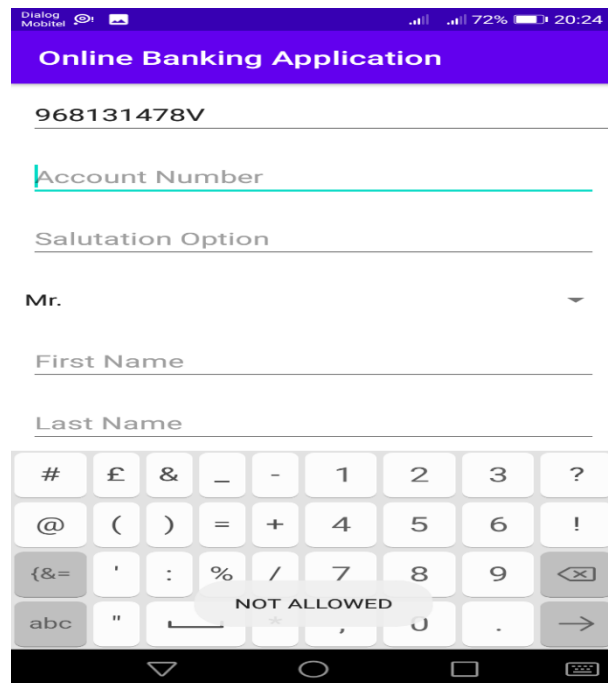 Dialog
Mobitel 72% 20:24
Online Banking Application
968131478V
Account Number
Salutation Option
Mr.
First Name
Last Name
# £ & _ - 1 2 3 ?
@ ( ) = + 4 5 6 !
{&= ' : % / 7 8 9
NOT ALLOWED
abc " * , 0 .